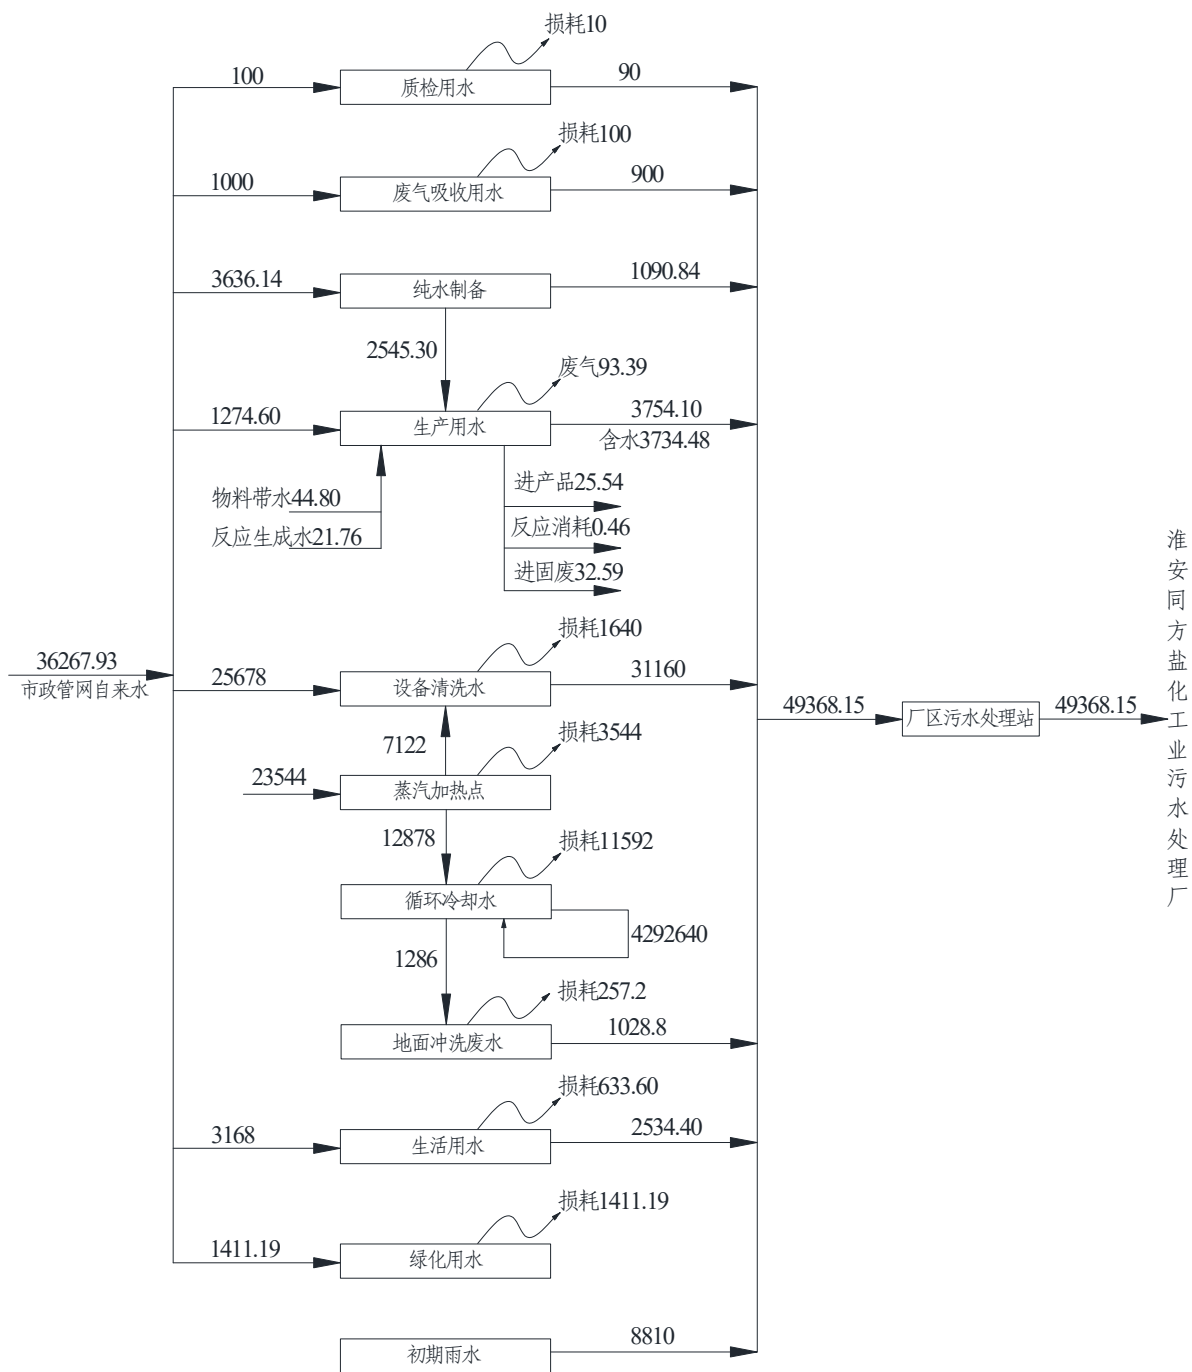 损耗10
100
质检用水
90
损耗100
1000
废气吸收用水
900
3636.14
纯水制备
1090.84
2545.30
废气93.39
1274.60
生产用水
3754.10
含水3734.48
物料带水44.80
反应生成水21.76
进产品25.54
反应消耗0.46
进固废32.59
36267.93
市政管网自来水
损耗1640
25678
设备清洗水
31160
7122
损耗3544
23544
蒸汽加热点
12878
损耗11592
循环冷却水
4292640
1286
损耗257.2
地面冲洗废水
1028.8
损耗633.60
3168
生活用水
2534.40
损耗1411.19
1411.19
绿化用水
初期雨水
8810
49368.15
厂区污水处理站
49368.15
淮安同方盐化工业污水处理厂